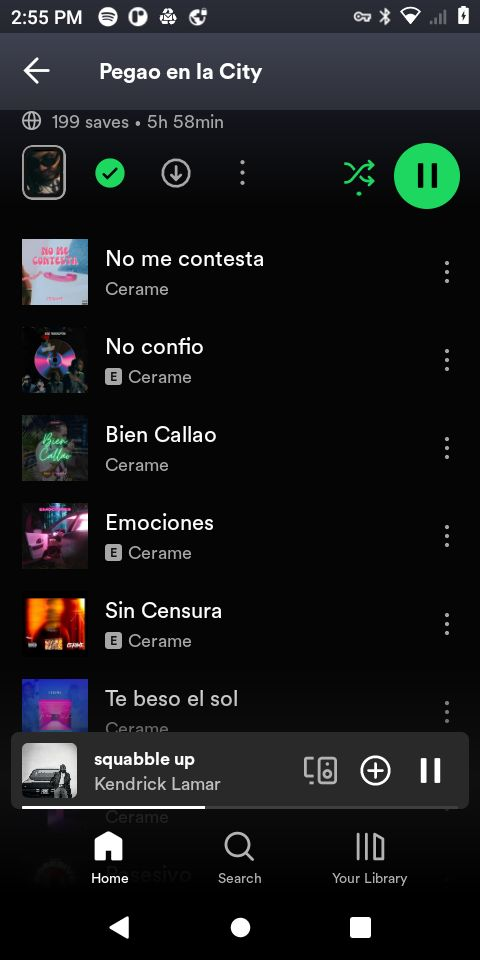 2:55 PM
Pegao en la City
199 saves • 5h 58min
NO ME CONTESTA
No me contesta
Cerame
No confio
E Cerame
Bien Callao
Bien Callao
Cerame
EMOCIONES
Emociones
E Cerame
Sin Censura
E Cerame
Te beso el sol
Cerame
squabble up
Kendrick Lamar
Cerame
Home
Search
Your Library